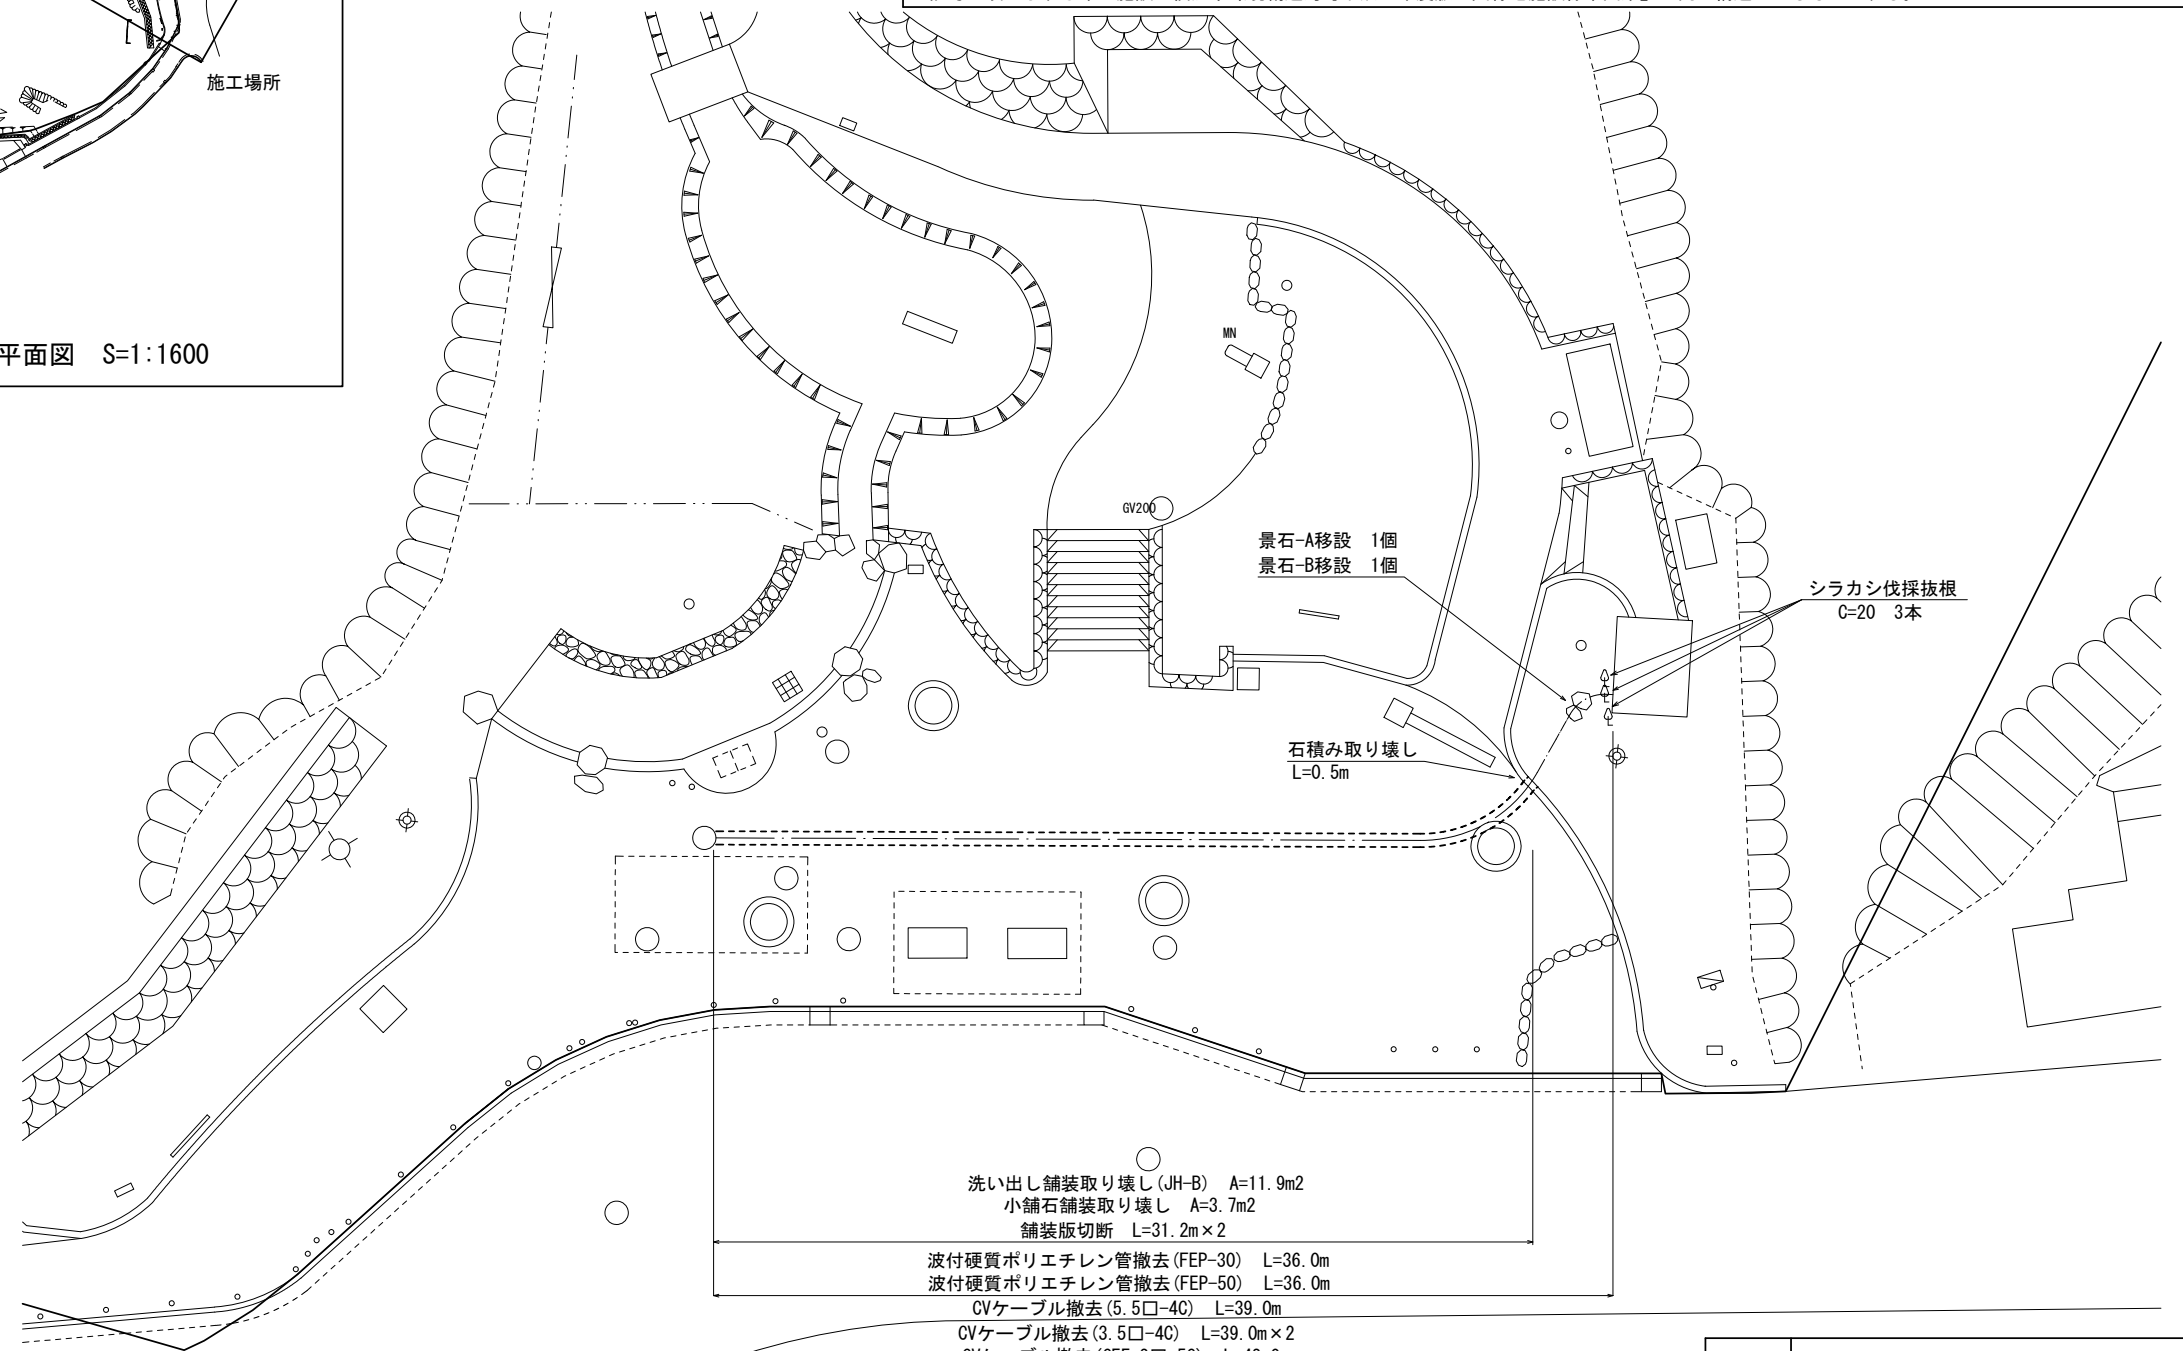 施工場所
平面図 S=1:1600
MN
GV200
景石-A移設 1個
景石-B移設 1個
シラカシ伐採抜根
C=20 3本
石積み取り壊し
L=0.5m
洗い出し舗装取り壊し(JH-B) A=11.9m2
小舗石舗装取り壊し A=3.7m2
舗装版切断 L=31.2m×2
波付硬質ポリエチレン管撤去(FEP-30) L=36.0m
波付硬質ポリエチレン管撤去(FEP-50) L=36.0m
CVケーブル撤去(5.5□-4C) L=39.0m
CVケーブル撤去(3.5□-4C) L=39.0m×2